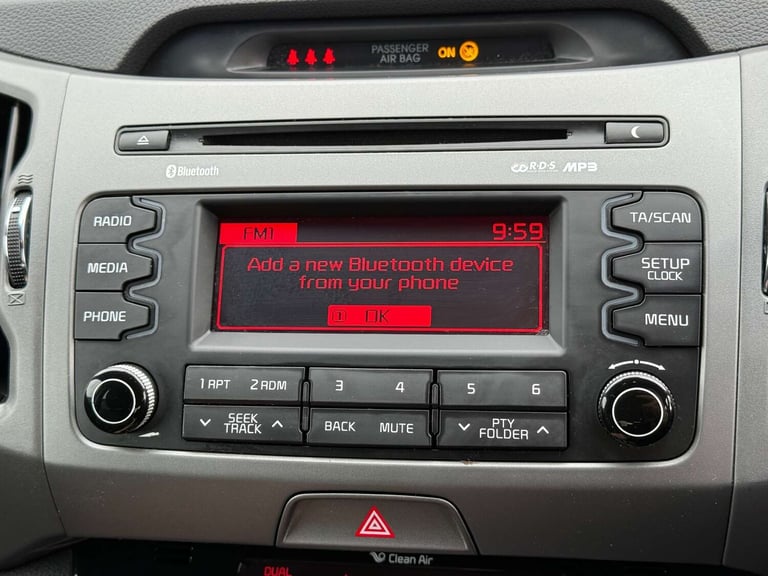 PASSENGER
AIR BAG
ON
Bluetooth
R·D·S MP3
RADIO
MEDIA
PHONE
FM1
9:59
Add a new Bluetooth device
from your phone
1 OK
TA/SCAN
SETUP
CLOCK
MENU
1 RPT 2 RDM
3 4
5 6
SEEK
TRACK
BACK MUTE
PTY
FOLDER
Clean Air
DUAL